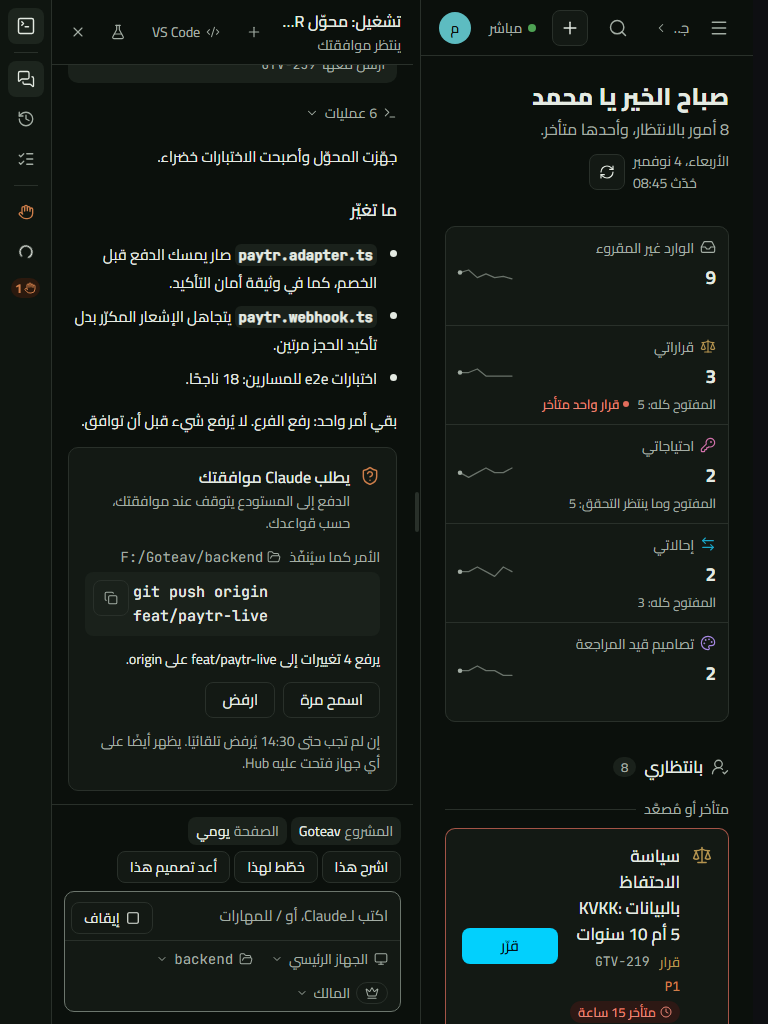 جـ..
مباشر
م
صباح الخير يا محمد
8 أمور بالانتظار، وأحدها متأخر.
الأربعاء، 4 نوفمبر
حُدّث 08:45
الوارد غير المقروء
9
قراراتي
3
المفتوح كله: 5 • قرار واحد متأخر
احتياجاتي
2
المفتوح وما ينتظر التحقق: 5
إحالاتي
2
المفتوح كله: 3
تصاميم قيد المراجعة
2
بانتظاري 8
متأخر أو مُصعَّد
سياسة
الاحتفاظ
بالبيانات KVKK:
5 أم 10 سنوات
قرار GTV-219
P1
متأخر 15 ساعة
قرّر
تشغيل: محوّل R...
ينتظر موافقتك
VS Code
GTV-239
6 عمليات
جهّزت المحوّل وأصبحت الاختبارات خضراء.
ما تغيّر
• paytr.adapter.ts صار يمسك الدفع قبل
الخصم، كما في وثيقة أمان التأكيد.
• paytr.webhook.ts يتجاهل الإشعار المكرّر بدل
تأكيد الحجز مرتين.
• اختبارات e2e للمسارين: 18 ناجحًا.
بقي أمر واحد: رفع الفرع. لا يُرفع شيء قبل أن توافق.
يطلب Claude موافقتك
الدفع إلى المستودع يتوقف عند موافقتك،
حسب قواعدك.
الأمر كما سيُنفَّذ F:/Goteav/backend
git push origin
feat/paytr-live
يرفع 4 تغييرات إلى feat/paytr-live على origin.
اسمح مرة
ارفض
إن لم تجب حتى 14:30 يُرفض تلقائيًا. يظهر أيضًا على
أي جهاز فتحت عليه Hub.
المشروع Goteav
الصفحة يومي
اشرح هذا
خطّط لهذا
أعد تصميم هذا
اكتب لـClaude، أو / للمهارات
إيقاف
الجهاز الرئيسي
backend
المالك
1